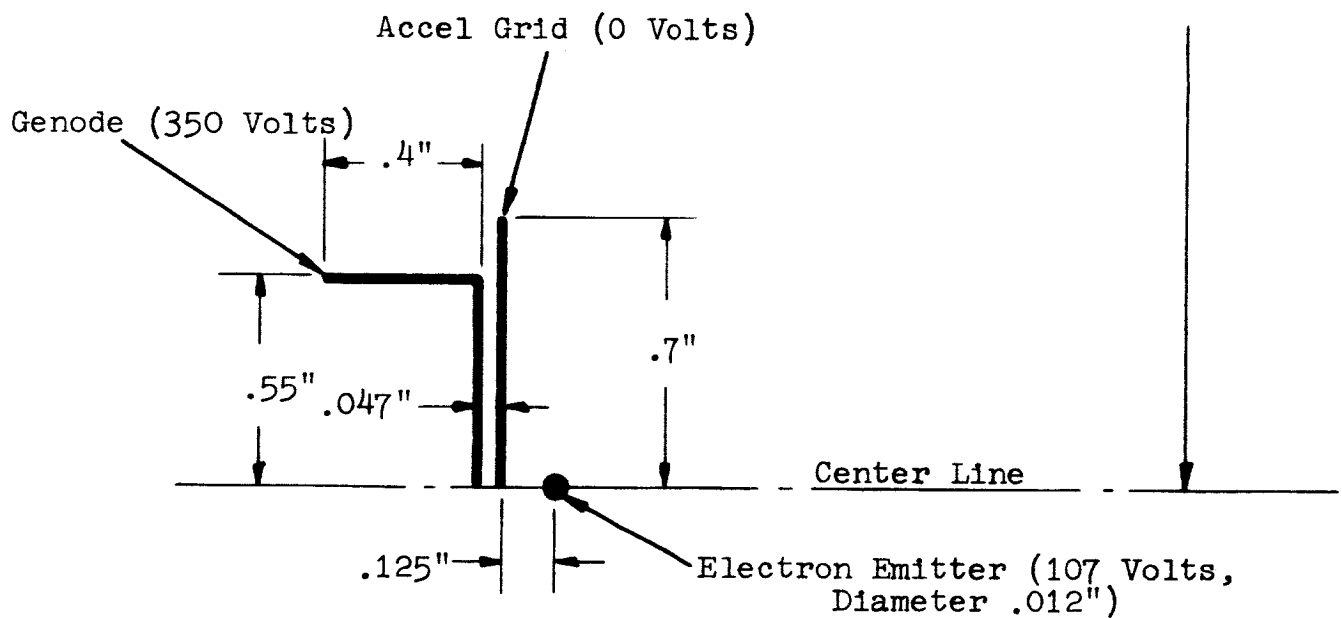 Accel Grid (0 Volts)
Genode (350 Volts)
.4"
.7"
.55"
.047"
Center Line
.125"
Electron Emitter (107 Volts,
Diameter .012")